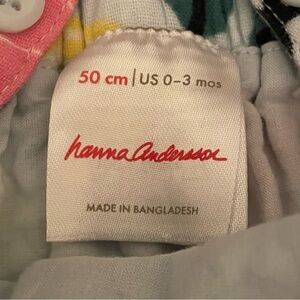 50 cm | US 0-3 mos
hanna andersson
MADE IN BANGLADESH